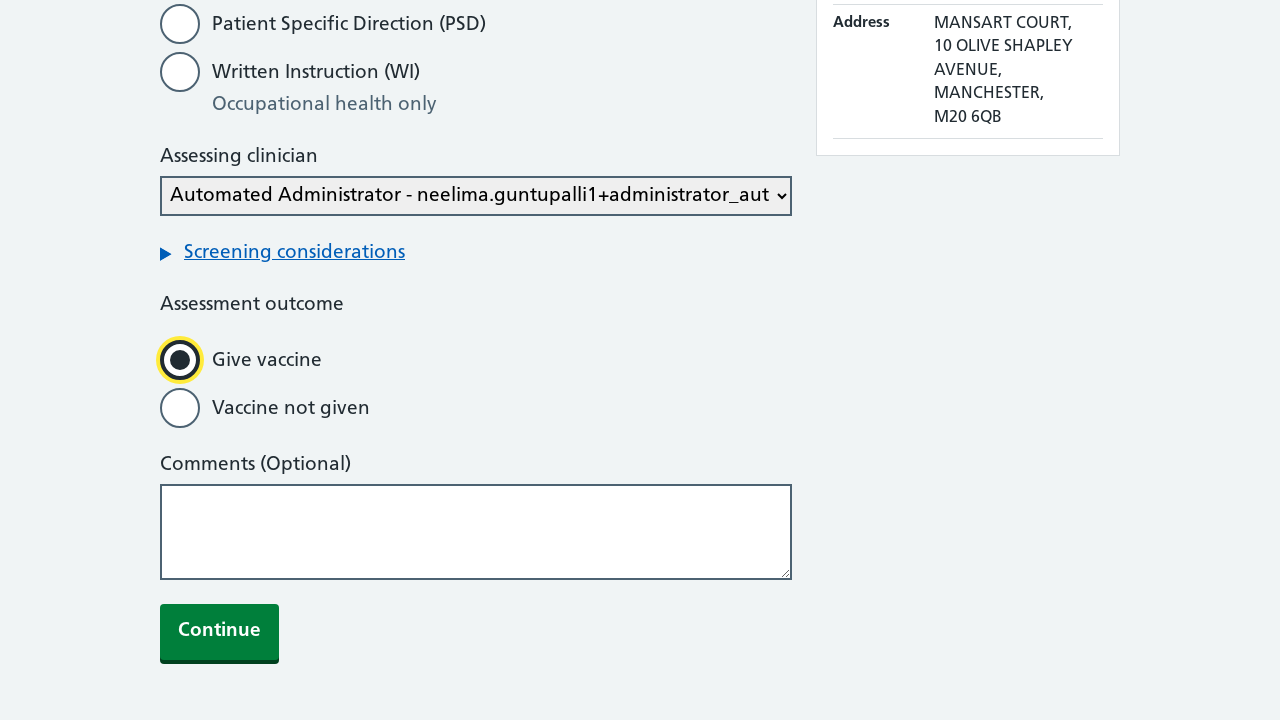 Patient Specific Direction (PSD)
Written Instruction (WI)
Occupational health only
Assessing clinician
Automated Administrator - neelima.guntupalli1+administrator_aut
Screening considerations
Assessment outcome
Give vaccine
Vaccine not given
Comments (Optional)
Continue
Address
MANSART COURT,
10 OLIVE SHAPLEY
AVENUE,
MANCHESTER,
M20 6QB